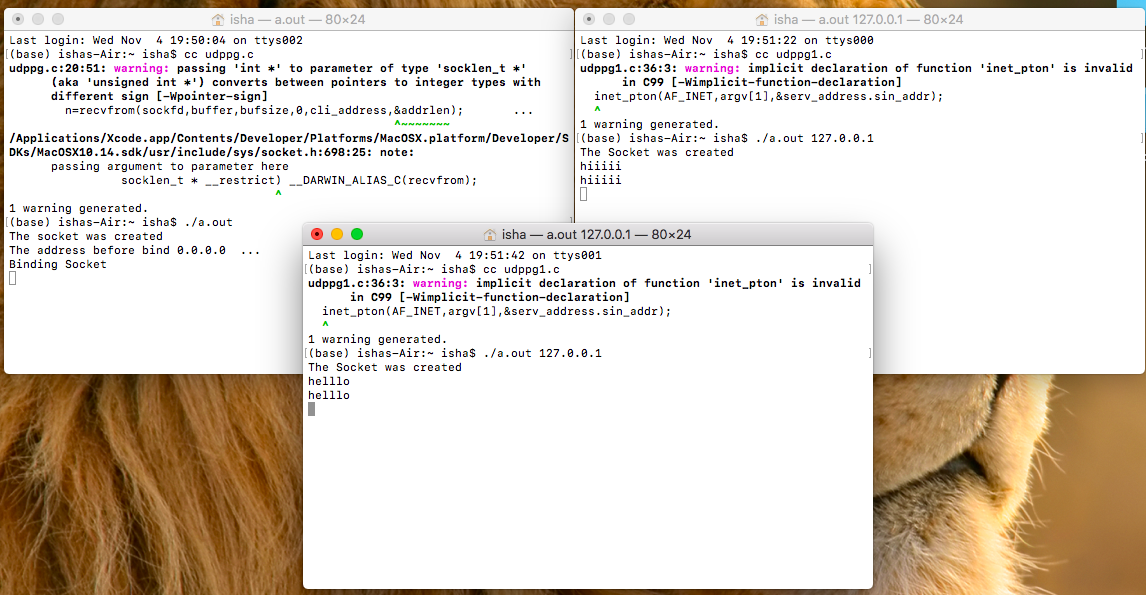 isha — a.out — 80×24
Last login: Wed Nov  4 19:50:04 on ttys002
[(base) ishas-Air:~ isha$ cc udppg.c ]
udppg.c:20:51: warning: passing 'int *' to parameter of type 'socklen_t *'
(aka 'unsigned int *') converts between pointers to integer types with
different sign [-Wpointer-sign]
n=recvfrom(sockfd,buffer,bufsize,0,cli_address,&addrlen); ...
^~~~~~~~
/Applications/Xcode.app/Contents/Developer/Platforms/MacOSX.platform/Developer/S
DKs/MacOSX10.14.sdk/usr/include/sys/socket.h:698:25: note:
passing argument to parameter here
socklen_t * __restrict) __DARWIN_ALIAS_C(recvfrom);
^
1 warning generated.
[(base) ishas-Air:~ isha$ ./a.out ]
The socket was created
The address before bind 0.0.0.0  ...
Binding Socket
isha — a.out 127.0.0.1 — 80×24
Last login: Wed Nov  4 19:51:22 on ttys000
[(base) ishas-Air:~ isha$ cc udppg1.c ]
udppg1.c:36:3: warning: implicit declaration of function 'inet_pton' is invalid
in C99 [-Wimplicit-function-declaration]
inet_pton(AF_INET,argv[1],&serv_address.sin_addr);
^
1 warning generated.
[(base) ishas-Air:~ isha$ ./a.out 127.0.0.1 ]
The Socket was created
hiiiii
hiiiii
isha — a.out 127.0.0.1 — 80×24
Last login: Wed Nov  4 19:51:42 on ttys001
[(base) ishas-Air:~ isha$ cc udppg1.c ]
udppg1.c:36:3: warning: implicit declaration of function 'inet_pton' is invalid
in C99 [-Wimplicit-function-declaration]
inet_pton(AF_INET,argv[1],&serv_address.sin_addr);
^
1 warning generated.
[(base) ishas-Air:~ isha$ ./a.out 127.0.0.1 ]
The Socket was created
helllo
helllo